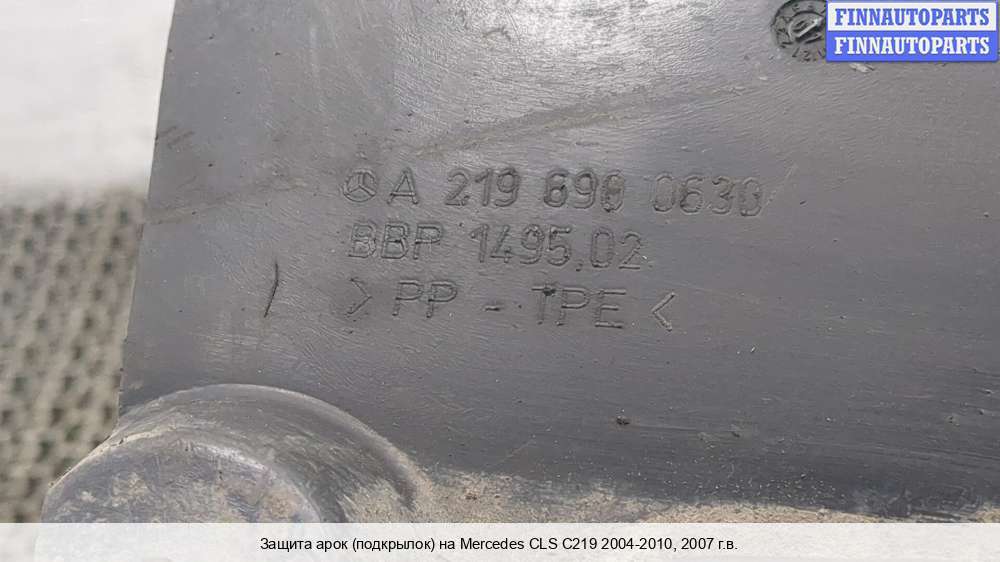 FINNAUTOPARTS
FINNAUTOPARTS
A 219 690 0630
BBP 1495.02
> PP - TPE <
Защита арок (подкрылок) на Mercedes CLS C219 2004-2010, 2007 г.в.